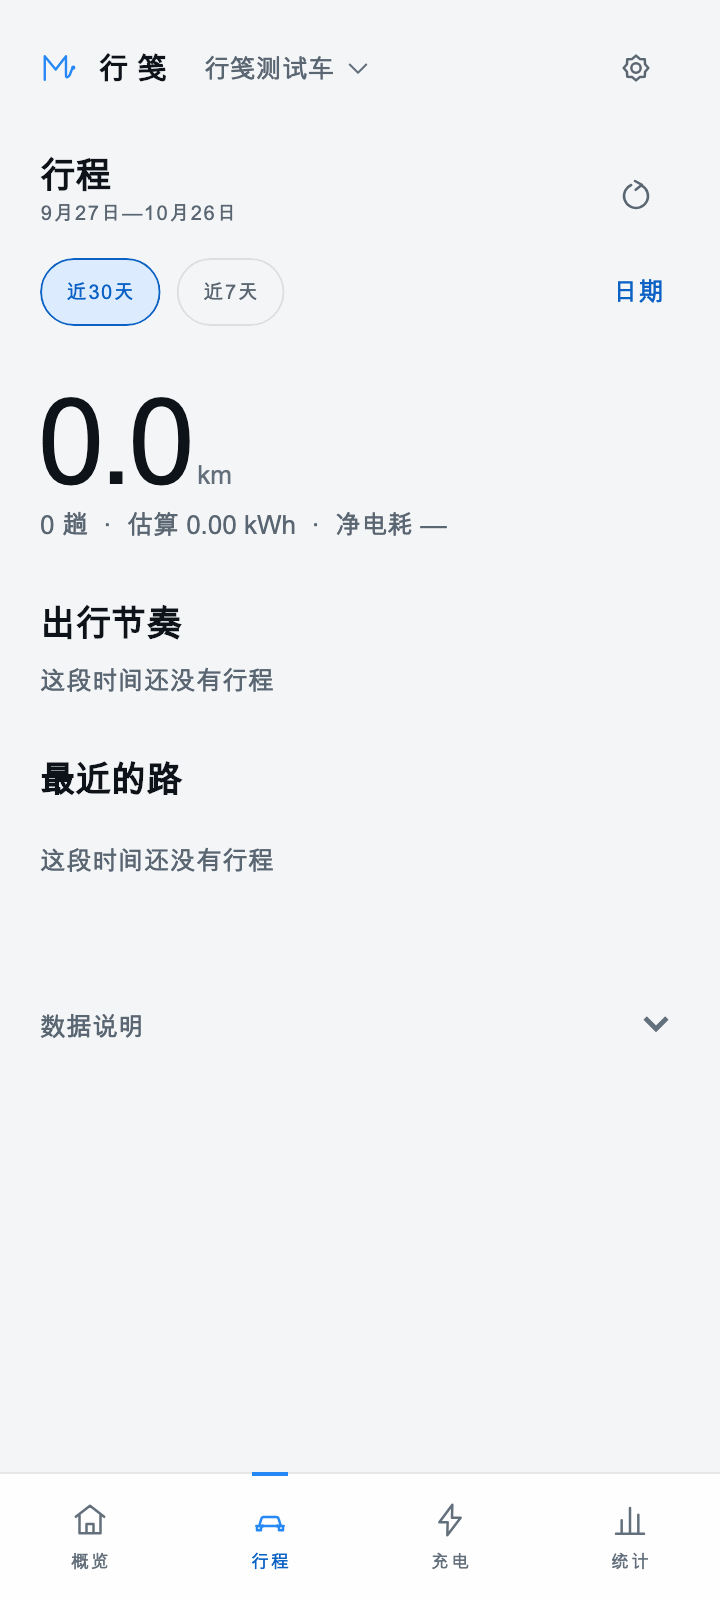 行笺 行笺测试车
行程
9月27日—10月26日
近30天 近7天 日期
0.0 km
0 趟 · 估算 0.00 kWh · 净电耗 —
出行节奏
这段时间还没有行程
最近的路
这段时间还没有行程
数据说明
概览 行程 充电 统计